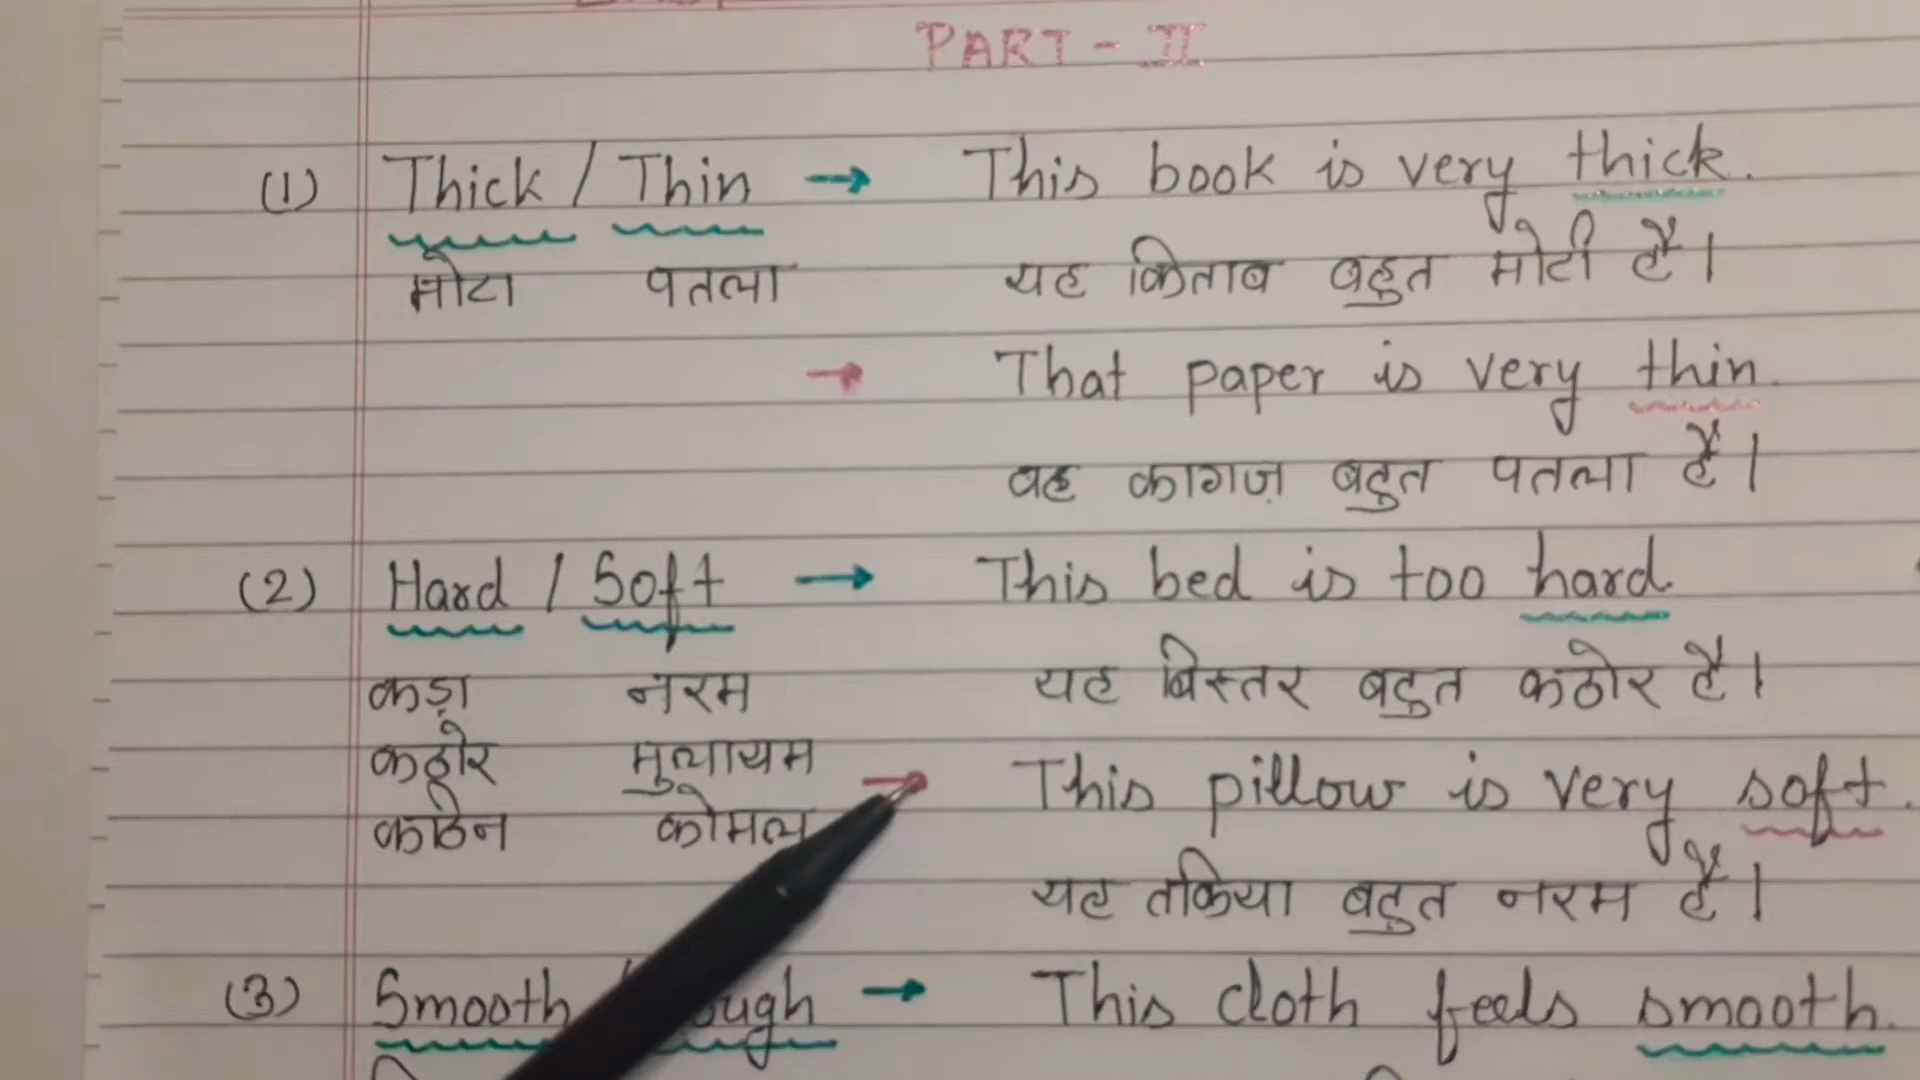 PART - II
(1) Thick / Thin → This book is very thick.
मोटा पतला यह किताब बहुत मोटी है।
→ That paper is very thin.
वह कागज़ बहुत पतला है।
(2) Hard / Soft → This bed is too hard
कड़ा नरम यह बिस्तर बहुत कठोर है।
कठोर मुलायम → This pillow is very soft.
कठिन कोमल
यह तकिया बहुत नरम है।
(3) Smooth / → This cloth feels smooth.